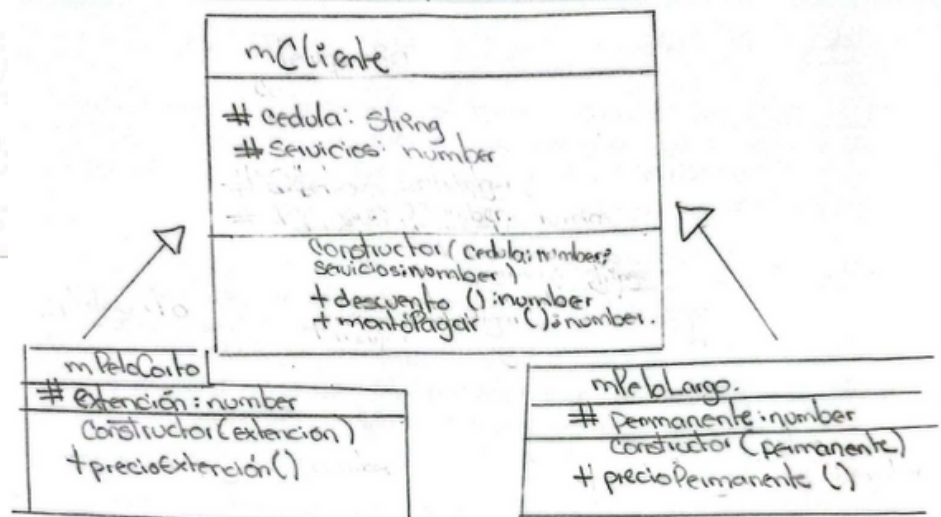 mCliente
# cedula: String
# servicios: number
constructor (cedula: number;
servicios: number)
+ descuento (): number
+ montoPagar (): number.
mPeloCorto
# extención: number
constructor (extencion)
+ precioExtención ()
mPeloLargo.
# permanente: number
constructor (permanente)
+ precioPermanente ()